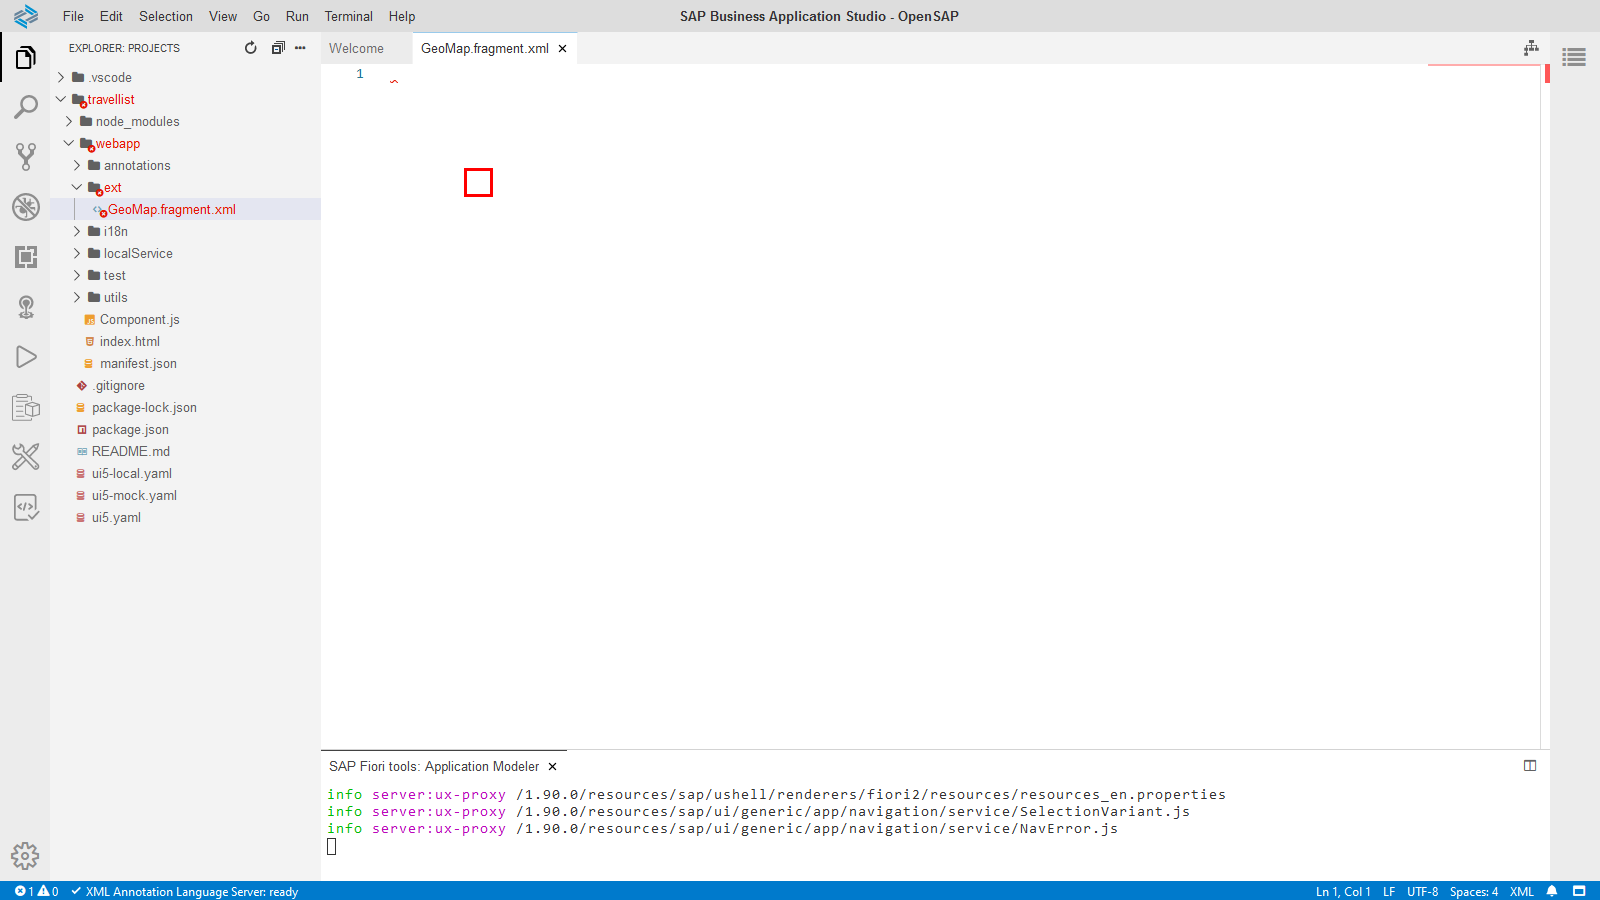 File Edit Selection View Go Run Terminal Help
SAP Business Application Studio - OpenSAP
EXPLORER: PROJECTS
.vscode
travellist
node_modules
webapp
annotations
ext
GeoMap.fragment.xml
i18n
localService
test
utils
Component.js
index.html
manifest.json
.gitignore
package-lock.json
package.json
README.md
ui5-local.yaml
ui5-mock.yaml
ui5.yaml
Welcome
GeoMap.fragment.xml
1
SAP Fiori tools: Application Modeler
info server:ux-proxy /1.90.0/resources/sap/ushell/renderers/fiori2/resources/resources_en.properties
info server:ux-proxy /1.90.0/resources/sap/ui/generic/app/navigation/service/SelectionVariant.js
info server:ux-proxy /1.90.0/resources/sap/ui/generic/app/navigation/service/NavError.js
1 0 XML Annotation Language Server: ready
Ln 1, Col 1 LF UTF-8 Spaces: 4 XML